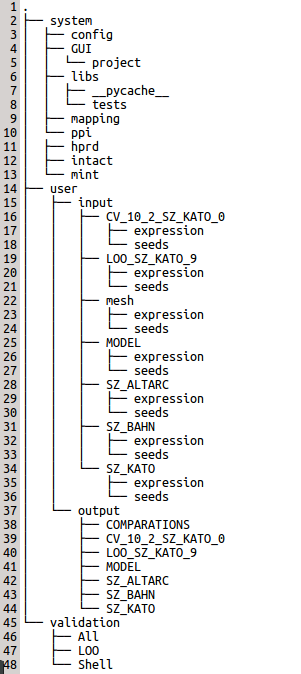 1 .
2 ├── system
3 │   ├── config
4 │   ├── GUI
5 │   │   └── project
6 │   ├── libs
7 │   │   ├── __pycache__
8 │   │   └── tests
9 │   ├── mapping
10 │   └── ppi
11 │       ├── hprd
12 │       ├── intact
13 │       └── mint
14 ├── user
15 │   ├── input
16 │   │   ├── CV_10_2_SZ_KATO_0
17 │   │   │   ├── expression
18 │   │   │   └── seeds
19 │   │   ├── LOO_SZ_KATO_9
20 │   │   │   ├── expression
21 │   │   │   └── seeds
22 │   │   ├── mesh
23 │   │   │   ├── expression
24 │   │   │   └── seeds
25 │   │   ├── MODEL
26 │   │   │   ├── expression
27 │   │   │   └── seeds
28 │   │   ├── SZ_ALTARC
29 │   │   │   ├── expression
30 │   │   │   └── seeds
31 │   │   ├── SZ_BAHN
32 │   │   │   ├── expression
33 │   │   │   └── seeds
34 │   │   └── SZ_KATO
35 │   │       ├── expression
36 │   │       └── seeds
37 │   └── output
38 │       ├── COMPARATIONS
39 │       ├── CV_10_2_SZ_KATO_0
40 │       ├── LOO_SZ_KATO_9
41 │       ├── MODEL
42 │       ├── SZ_ALTARC
43 │       ├── SZ_BAHN
44 │       └── SZ_KATO
45 └── validation
46     ├── All
47     ├── LOO
48     └── Shell